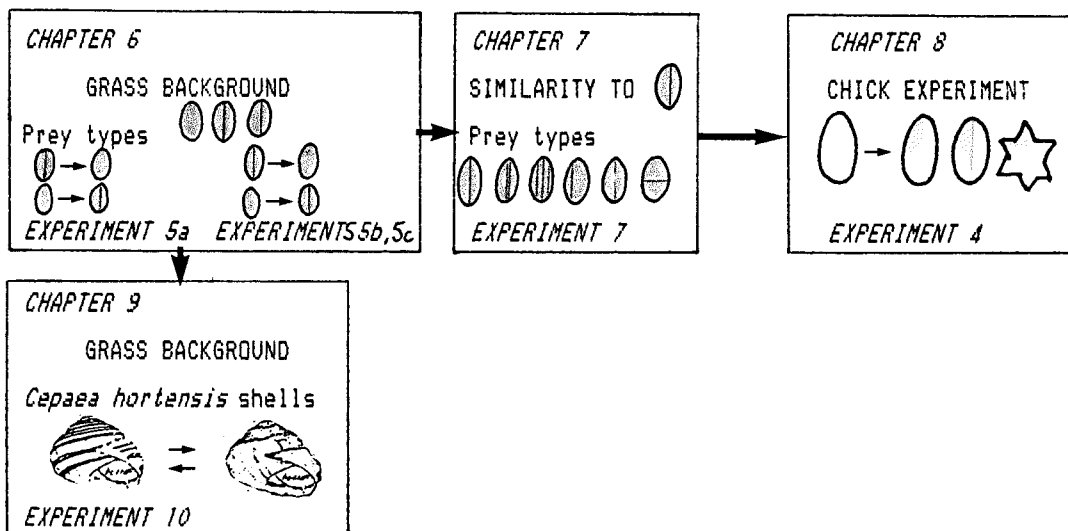 CHAPTER 6
GRASS BACKGROUND
Prey types
EXPERIMENT 5a
EXPERIMENTS 5b, 5c
CHAPTER 7
SIMILARITY TO
Prey types
EXPERIMENT 7
CHAPTER 8
CHICK EXPERIMENT
EXPERIMENT 4
CHAPTER 9
GRASS BACKGROUND
Cepaea hortensis shells
EXPERIMENT 10